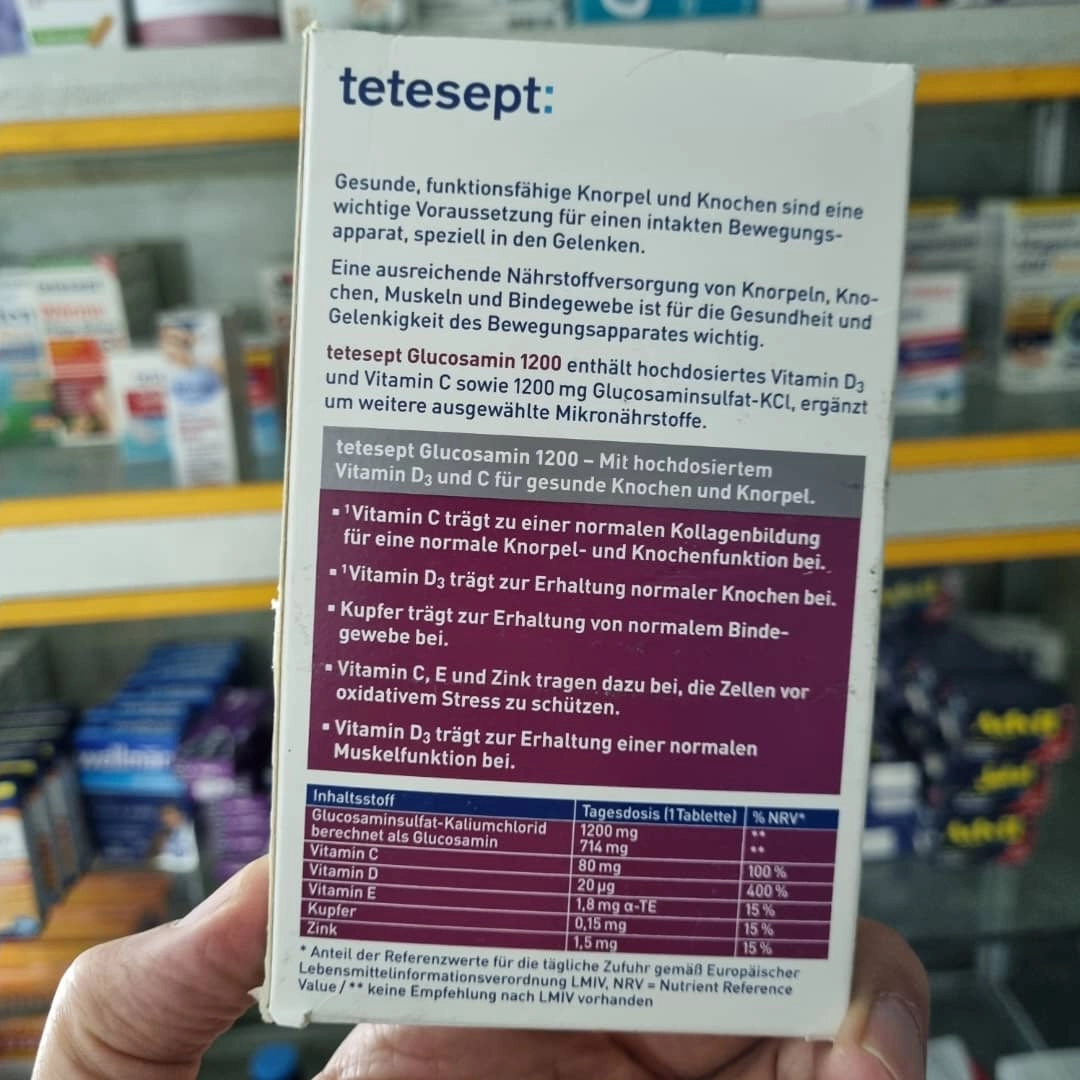 tetesept:
Gesunde, funktionsfähige Knorpel und Knochen sind eine
wichtige Voraussetzung für einen intakten Bewegungs-
apparat, speziell in den Gelenken.
Eine ausreichende Nährstoffversorgung von Knorpeln, Kno-
chen, Muskeln und Bindegewebe ist für die Gesundheit und
Gelenkigkeit des Bewegungsapparates wichtig.
tetesept Glucosamin 1200 enthält hochdosiertes Vitamin D₃
und Vitamin C sowie 1200 mg Glucosaminsulfat-KCl, ergänzt
um weitere ausgewählte Mikronährstoffe.
tetesept Glucosamin 1200 – Mit hochdosiertem
Vitamin D₃ und C für gesunde Knochen und Knorpel.
▪ ¹Vitamin C trägt zu einer normalen Kollagenbildung
für eine normale Knorpel- und Knochenfunktion bei.
▪ ¹Vitamin D₃ trägt zur Erhaltung normaler Knochen bei.
▪ Kupfer trägt zur Erhaltung von normalem Binde-
gewebe bei.
▪ Vitamin C, E und Zink tragen dazu bei, die Zellen vor
oxidativem Stress zu schützen.
▪ Vitamin D₃ trägt zur Erhaltung einer normalen
Muskelfunktion bei.
Inhaltsstoff Tagesdosis (1 Tablette) % NRV*
Glucosaminsulfat-Kaliumchlorid 1200 mg **
berechnet als Glucosamin 714 mg **
Vitamin C 80 mg 100 %
Vitamin D 20 µg 400 %
Vitamin E 1,8 mg α-TE 15 %
Kupfer 0,15 mg 15 %
Zink 1,5 mg 15 %
* Anteil der Referenzwerte für die tägliche Zufuhr gemäß Europäischer
Lebensmittelinformationsverordnung LMIV, NRV = Nutrient Reference
Value / ** keine Empfehlung nach LMIV vorhanden